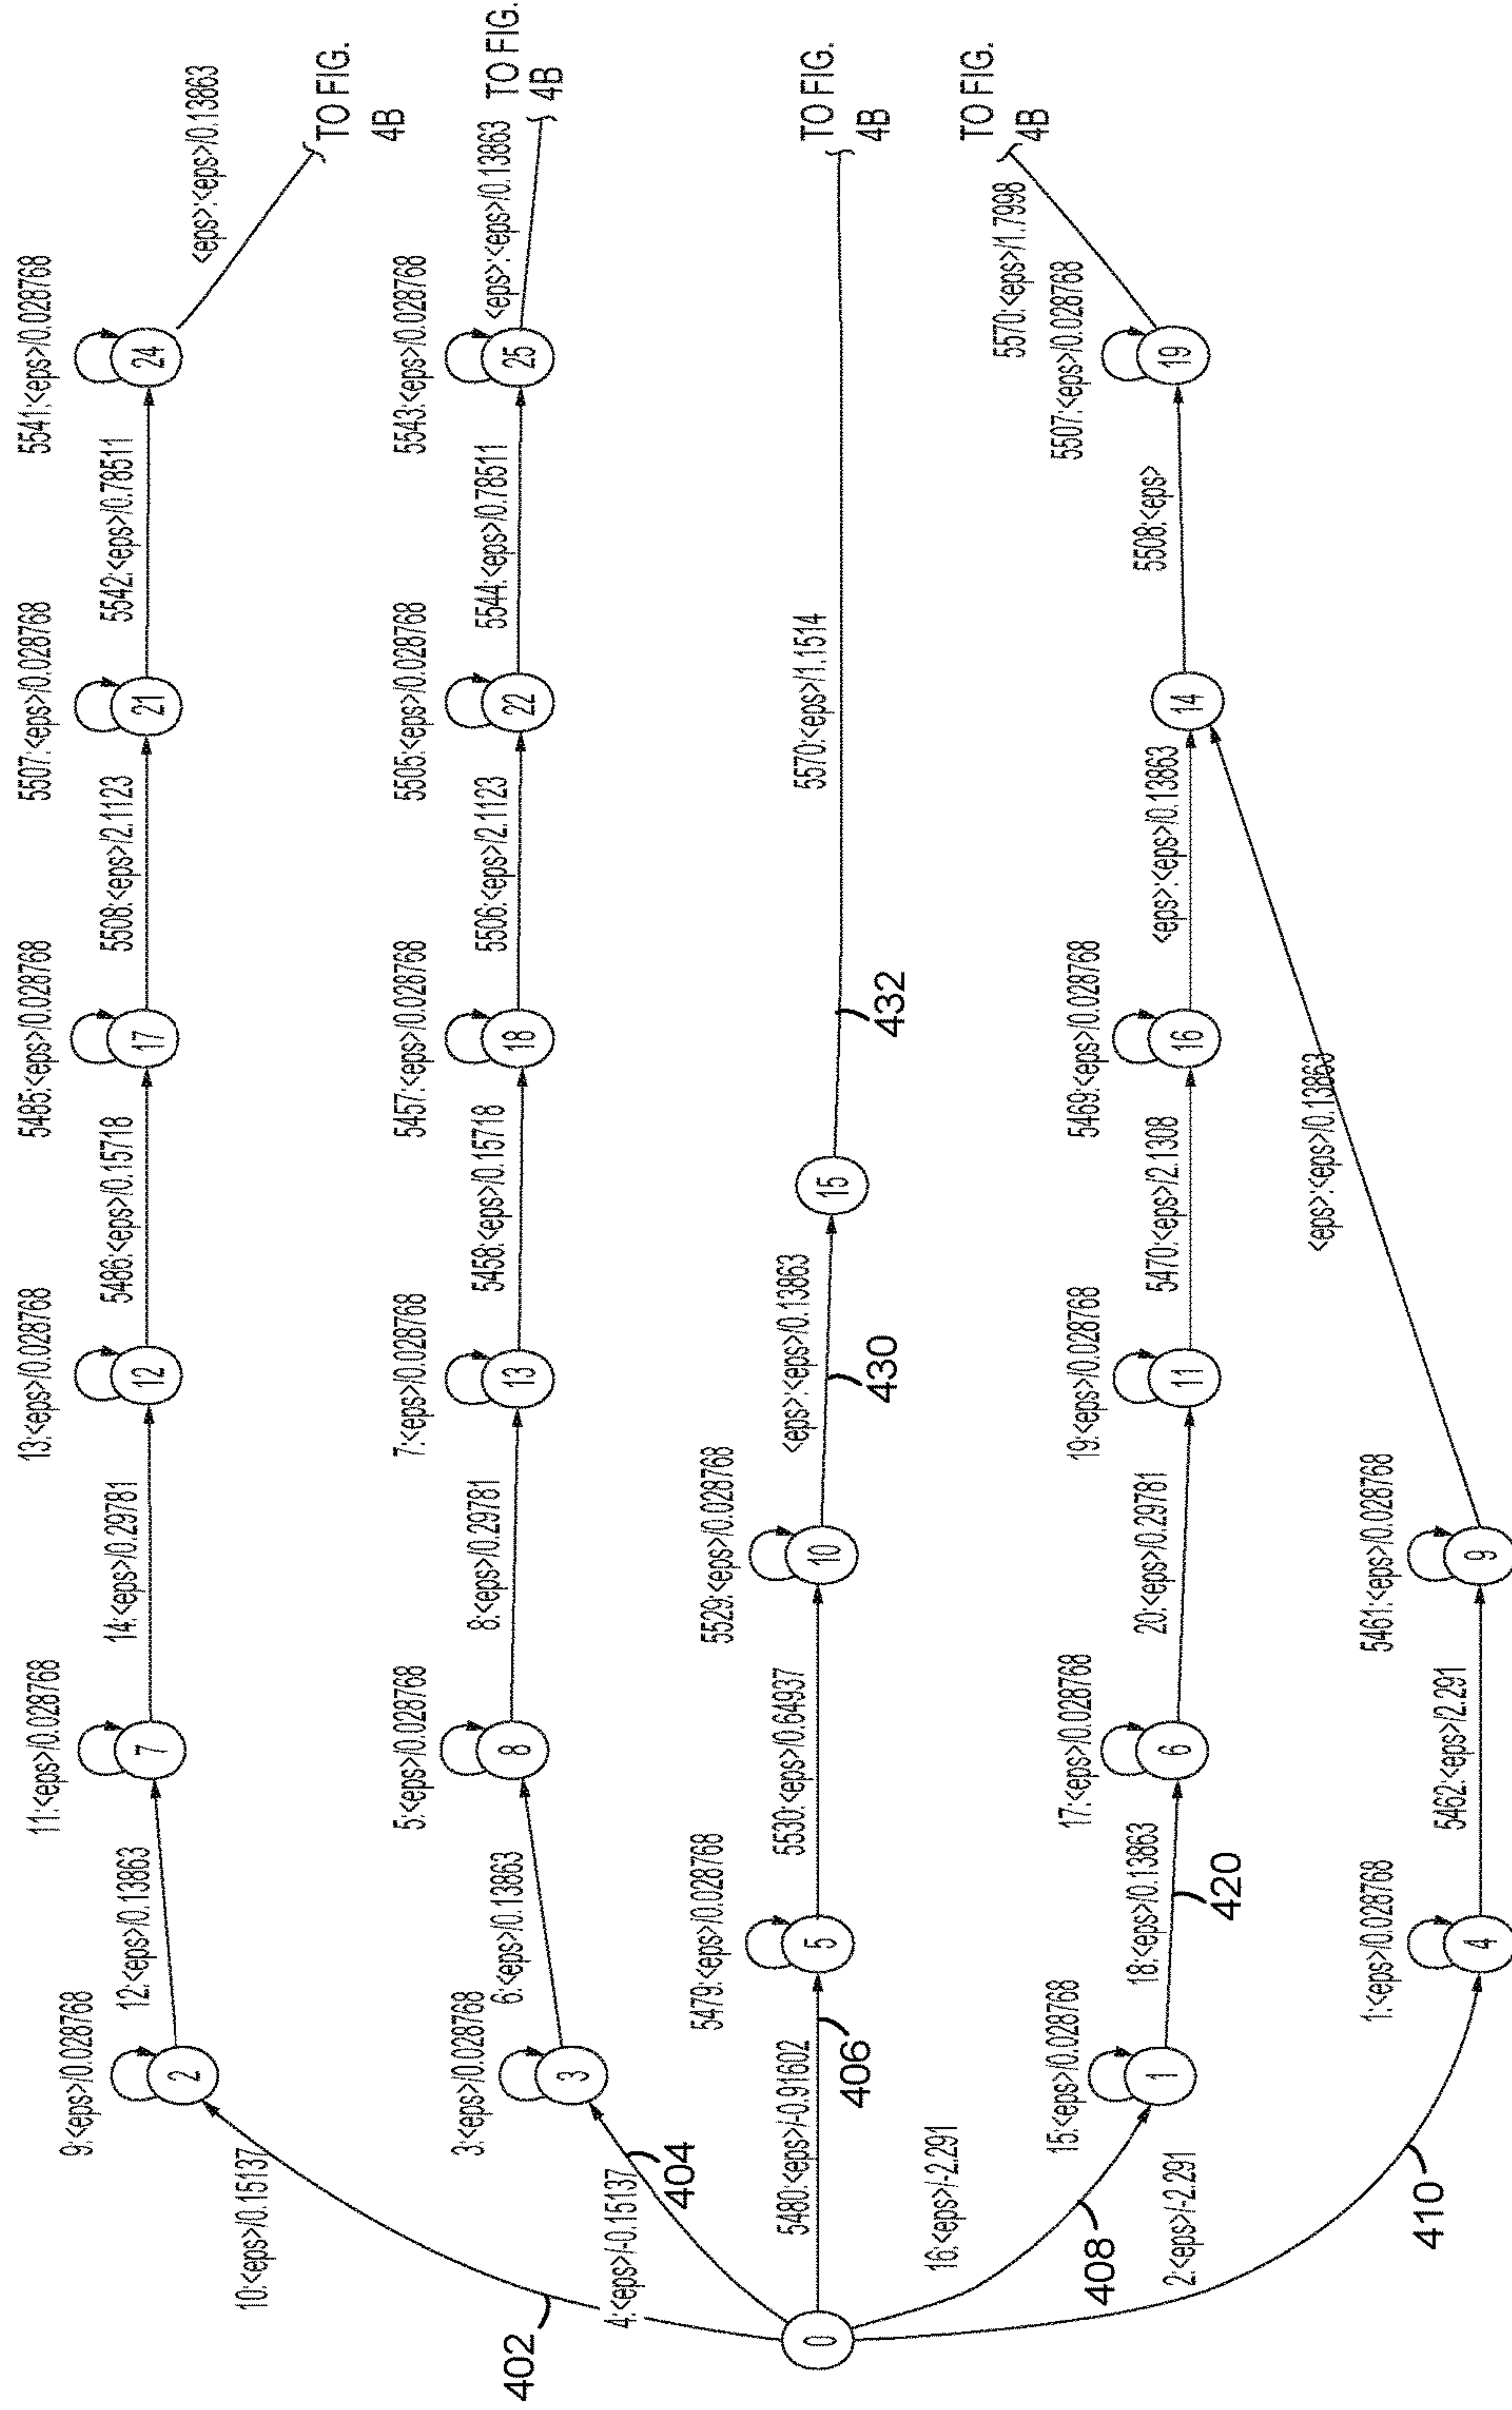 9:<eps>/0.028768
11:<eps>/0.028768
13:<eps>/0.028768
5485:<eps>/0.028768
5507:<eps>/0.028768
5541:<eps>/0.028768
12:<eps>/0.13863
14:<eps>/0.29781
5486:<eps>/0.15718
5508:<eps>/2.1123
5542:<eps>/0.78511
<eps>:<eps>/0.13863
2
7
12
17
21
24
10:<eps>/0.15137
402
TO FIG.
4B
3:<eps>/0.028768
5:<eps>/0.028768
7:<eps>/0.028768
5457:<eps>/0.028768
5505:<eps>/0.028768
5543:<eps>/0.028768
6:<eps>/0.13863
8:<eps>/0.29781
5458:<eps>/0.15718
5506:<eps>/2.1123
5544:<eps>/0.78511
<eps>:<eps>/0.13863
TO FIG.
4B
3
8
13
18
22
25
4:<eps>/-0.15137
404
5479:<eps>/0.028768
5529:<eps>/0.028768
5480:<eps>/-0.91602
5530:<eps>/0.64937
<eps>:<eps>/0.13863
5570:<eps>/1.1514
0
5
10
15
406
430
432
TO FIG.
4B
16:<eps>/-2.291
408
15:<eps>/0.028768
17:<eps>/0.028768
19:<eps>/0.028768
5469:<eps>/0.028768
5507:<eps>/0.028768
5570:<eps>/1.7998
TO FIG.
4B
18:<eps>/0.13863
20:<eps>/0.29781
5470:<eps>/2.1308
<eps>:<eps>/0.13863
5508:<eps>
1
6
11
16
14
19
420
2:<eps>/-2.291
410
1:<eps>/0.028768
5461:<eps>/0.028768
5462:<eps>/2.291
<eps>:<eps>/0.13863
4
9